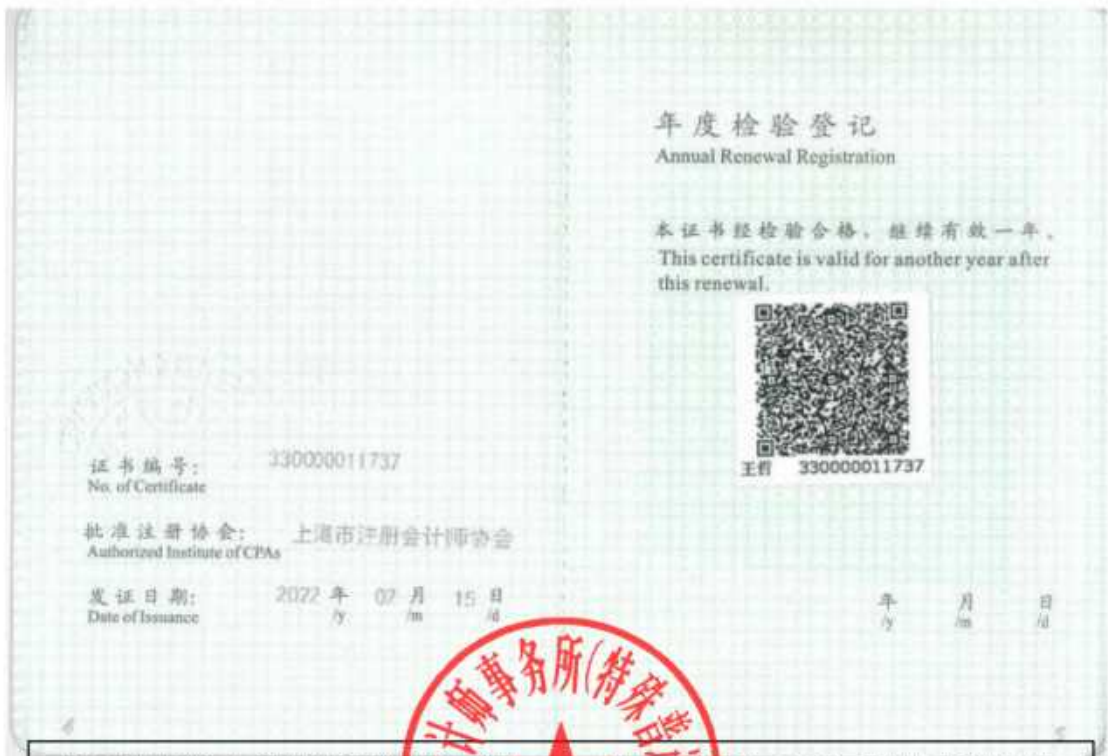 证书编号: 330000011737
No. of Certificate
批准注册协会: 上海市注册会计师协会
Authorized Institute of CPAs
发证日期: 2022 年 07 月 15 日
Date of Issuance /y /m /d
年度检验登记
Annual Renewal Registration
本证书经检验合格，继续有效一年。
This certificate is valid for another year after
this renewal.
王哲 330000011737
年 月 日
/y /m /d
计师事务所(特殊普